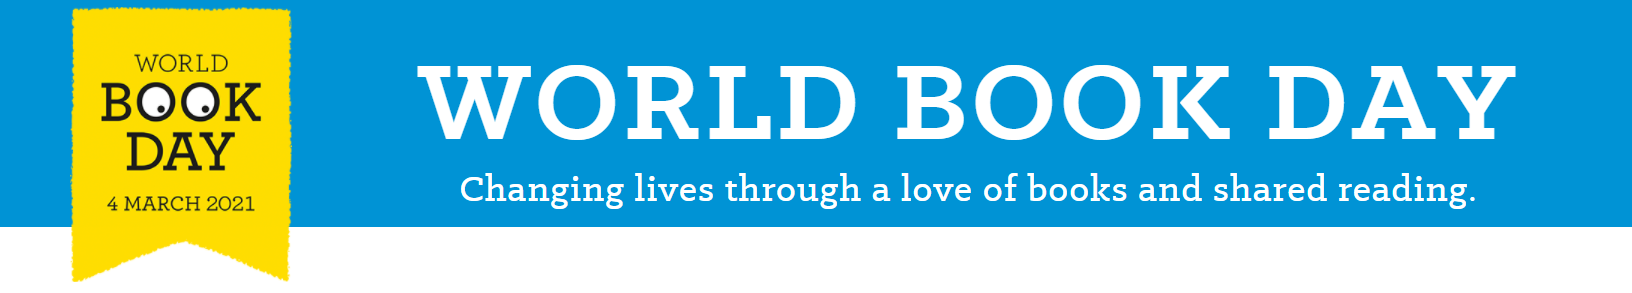 WORLD
BOOK
DAY
4 MARCH 2021
WORLD BOOK DAY
Changing lives through a love of books and shared reading.